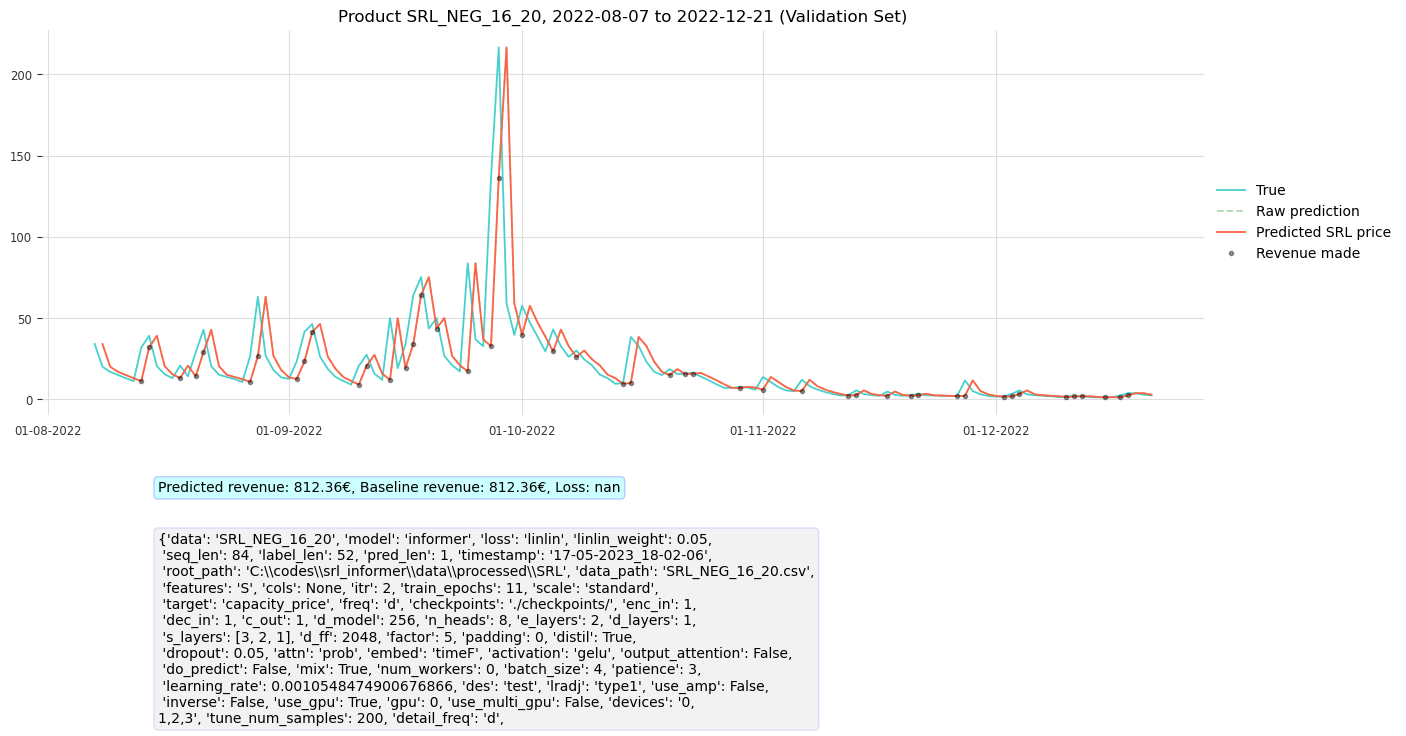 Product SRL_NEG_16_20, 2022-08-07 to 2022-12-21 (Validation Set)
200
150
100
50
0
01-08-2022
01-09-2022
01-10-2022
01-11-2022
01-12-2022
True
Raw prediction
Predicted SRL price
Revenue made
Predicted revenue: 812.36€, Baseline revenue: 812.36€, Loss: nan
{'data': 'SRL_NEG_16_20', 'model': 'informer', 'loss': 'linlin', 'linlin_weight': 0.05,
'seq_len': 84, 'label_len': 52, 'pred_len': 1, 'timestamp': '17-05-2023_18-02-06',
'root_path': 'C:\\codes\\srl_informer\\data\\processed\\SRL', 'data_path': 'SRL_NEG_16_20.csv',
'features': 'S', 'cols': None, 'itr': 2, 'train_epochs': 11, 'scale': 'standard',
'target': 'capacity_price', 'freq': 'd', 'checkpoints': './checkpoints/', 'enc_in': 1,
'dec_in': 1, 'c_out': 1, 'd_model': 256, 'n_heads': 8, 'e_layers': 2, 'd_layers': 1,
's_layers': [3, 2, 1], 'd_ff': 2048, 'factor': 5, 'padding': 0, 'distil': True,
'dropout': 0.05, 'attn': 'prob', 'embed': 'timeF', 'activation': 'gelu', 'output_attention': False,
'do_predict': False, 'mix': True, 'num_workers': 0, 'batch_size': 4, 'patience': 3,
'learning_rate': 0.0010548474900676866, 'des': 'test', 'lradj': 'type1', 'use_amp': False,
'inverse': False, 'use_gpu': True, 'gpu': 0, 'use_multi_gpu': False, 'devices': '0,
1,2,3', 'tune_num_samples': 200, 'detail_freq': 'd',